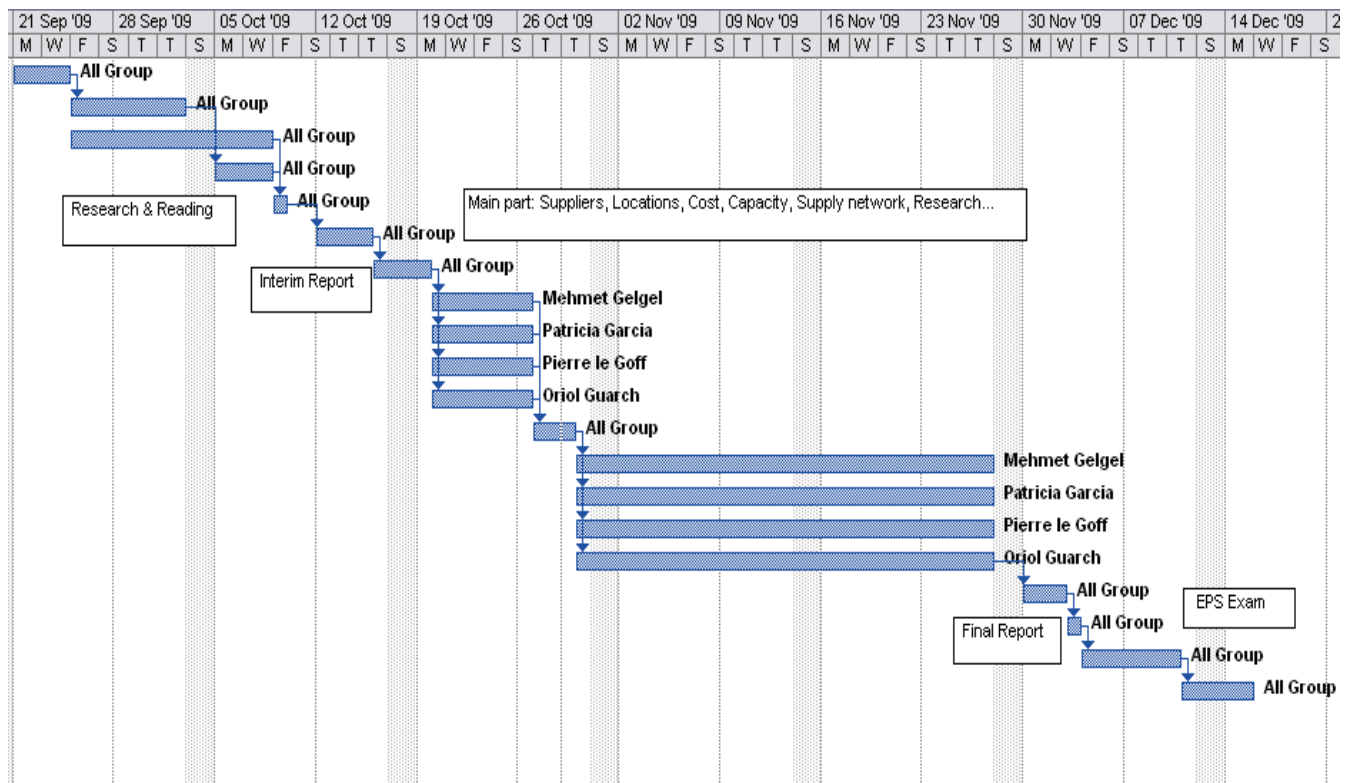 21 Sep '09 28 Sep '09 05 Oct '09 12 Oct '09 19 Oct '09 26 Oct '09 02 Nov '09 09 Nov '09 16 Nov '09 23 Nov '09 30 Nov '09 07 Dec '09 14 Dec '09 2
M W F S T T S M W F S T T S M W F S T T S M W F S T T S M W F S T T S M W F S T T S M W F S
All Group
All Group
All Group
All Group
All Group
Research & Reading
Main part: Suppliers, Locations, Cost, Capacity, Supply network, Research...
All Group
All Group
Interim Report
Mehmet Gelgel
Patricia Garcia
Pierre le Goff
Oriol Guarch
All Group
Mehmet Gelgel
Patricia Garcia
Pierre le Goff
Oriol Guarch
All Group
EPS Exam
All Group
Final Report
All Group
All Group